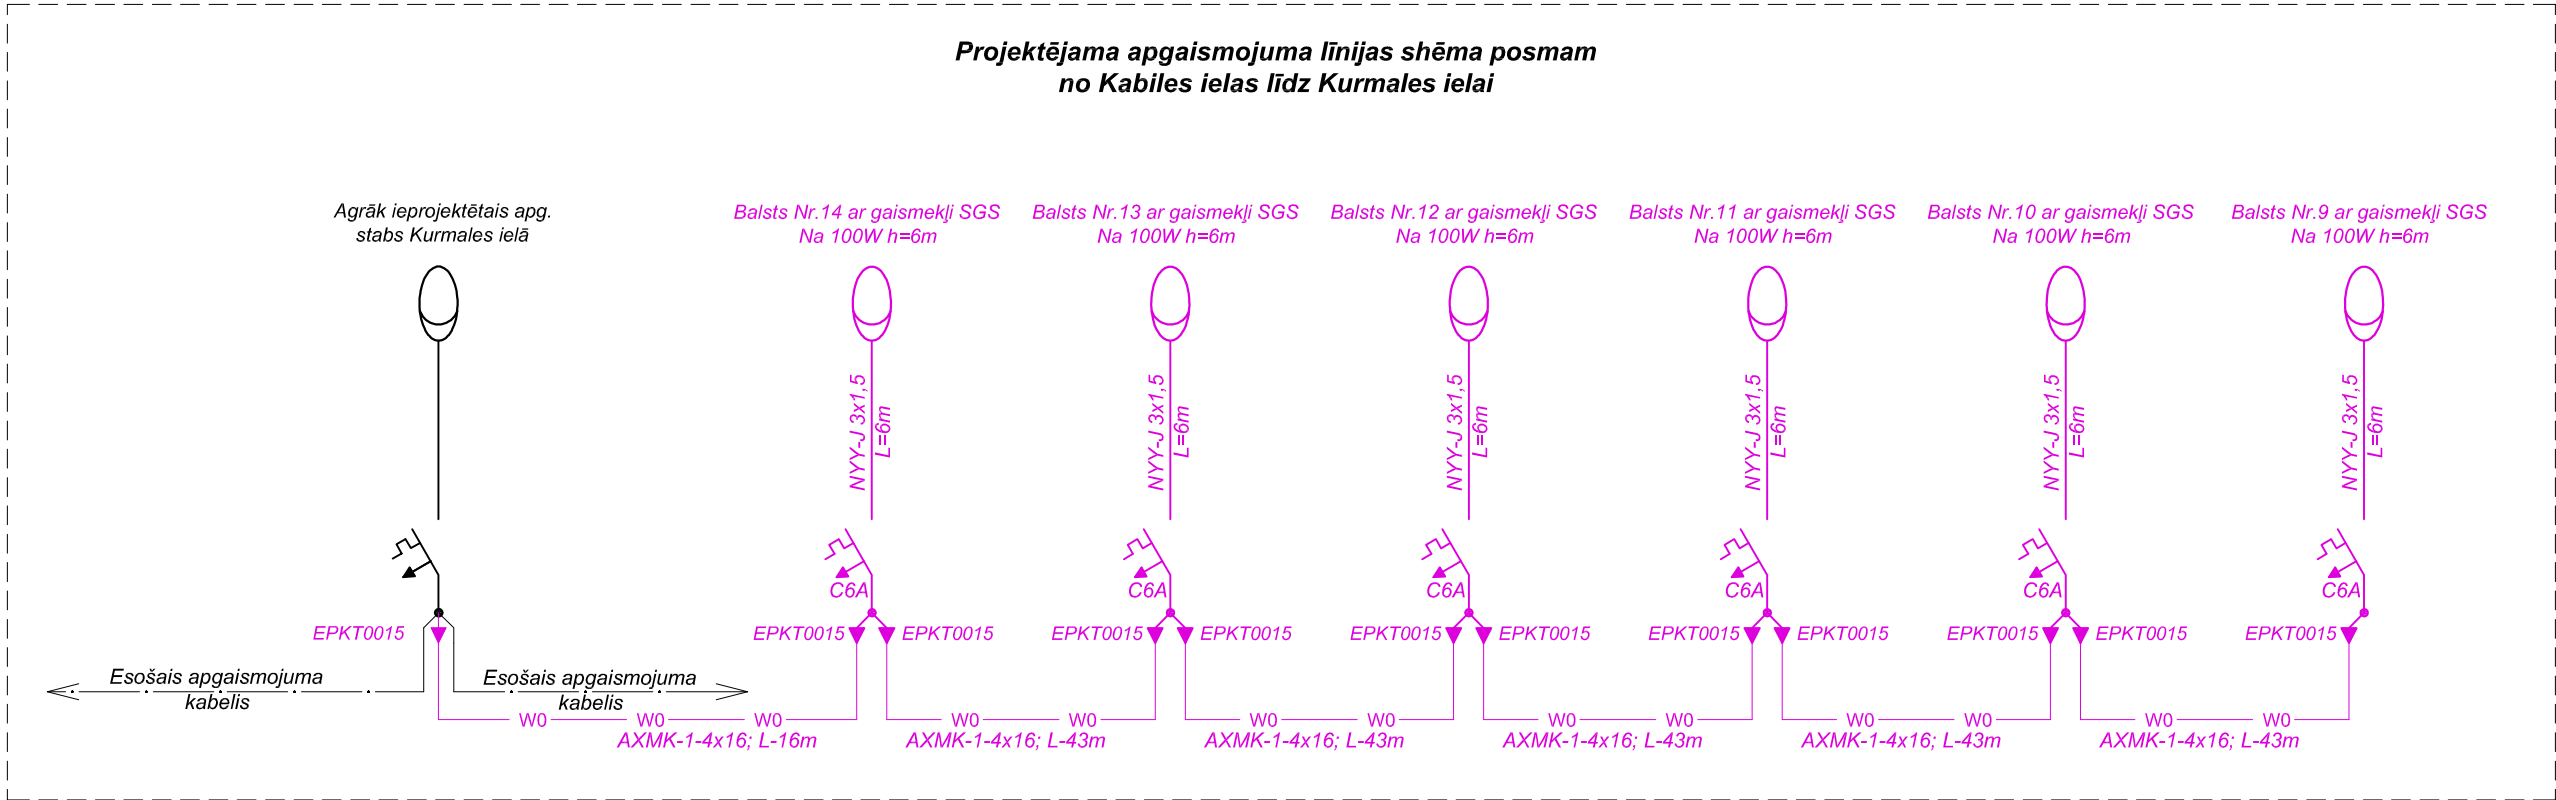 Projektējama apgaismojuma līnijas shēma posmam
no Kabiles ielas līdz Kurmales ielai
Agrāk ieprojektētais apg.
stabs Kurmales ielā
Balsts Nr.14 ar gaismekļi SGS
Na 100W h=6m
Balsts Nr.13 ar gaismekļi SGS
Na 100W h=6m
Balsts Nr.12 ar gaismekļi SGS
Na 100W h=6m
Balsts Nr.11 ar gaismekļi SGS
Na 100W h=6m
Balsts Nr.10 ar gaismekļi SGS
Na 100W h=6m
Balsts Nr.9 ar gaismekļi SGS
Na 100W h=6m
NYY-J 3x1,5
L=6m
NYY-J 3x1,5
L=6m
NYY-J 3x1,5
L=6m
NYY-J 3x1,5
L=6m
NYY-J 3x1,5
L=6m
NYY-J 3x1,5
L=6m
C6A
C6A
C6A
C6A
C6A
C6A
EPKT0015
EPKT0015
EPKT0015
EPKT0015
EPKT0015
EPKT0015
EPKT0015
EPKT0015
EPKT0015
EPKT0015
EPKT0015
EPKT0015
Esošais apgaismojuma
kabelis
Esošais apgaismojuma
kabelis
W0 W0 W0
W0 W0
W0 W0
W0 W0
W0 W0
W0 W0
AXMK-1-4x16; L-16m
AXMK-1-4x16; L-43m
AXMK-1-4x16; L-43m
AXMK-1-4x16; L-43m
AXMK-1-4x16; L-43m
AXMK-1-4x16; L-43m